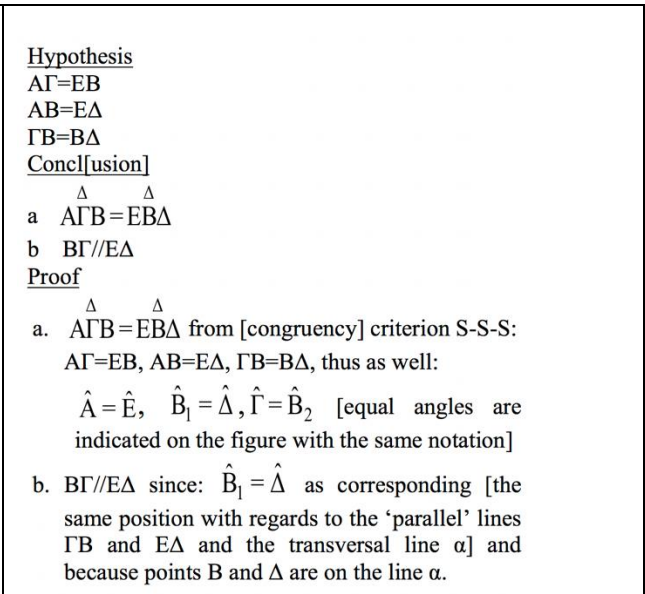 Hypothesis
ΑΓ=ΕΒ
ΑΒ=ΕΔ
ΓΒ=ΒΔ
Concl[usion]
Δ Δ
a ΑΓΒ=ΕΒΔ
b ΒΓ//ΕΔ
Proof
Δ Δ
a. ΑΓΒ=ΕΒΔ from [congruency] criterion S-S-S:
ΑΓ=ΕΒ, ΑΒ=ΕΔ, ΓΒ=ΒΔ, thus as well:
Â = Ê, B̂₁ = Δ̂, Γ̂ = B̂₂ [equal angles are
indicated on the figure with the same notation]
b. ΒΓ//ΕΔ since: B̂₁ = Δ̂ as corresponding [the
same position with regards to the ‘parallel’ lines
ΓΒ and ΕΔ and the transversal line α] and
because points Β and Δ are on the line α.